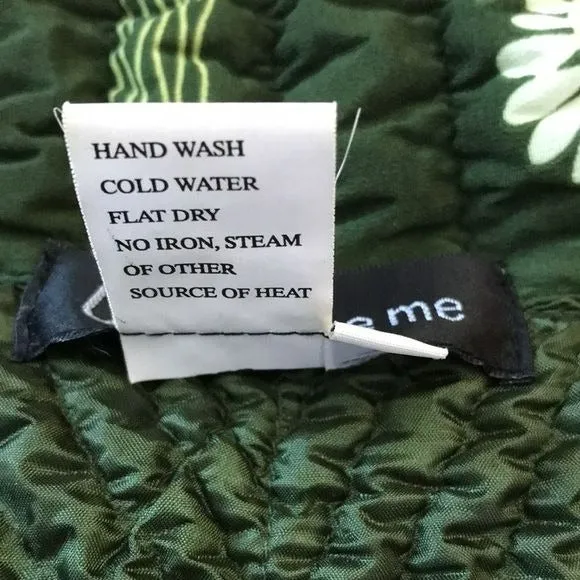 HAND WASH
COLD WATER
FLAT DRY
NO IRON, STEAM
OF OTHER
SOURCE OF HEAT
me